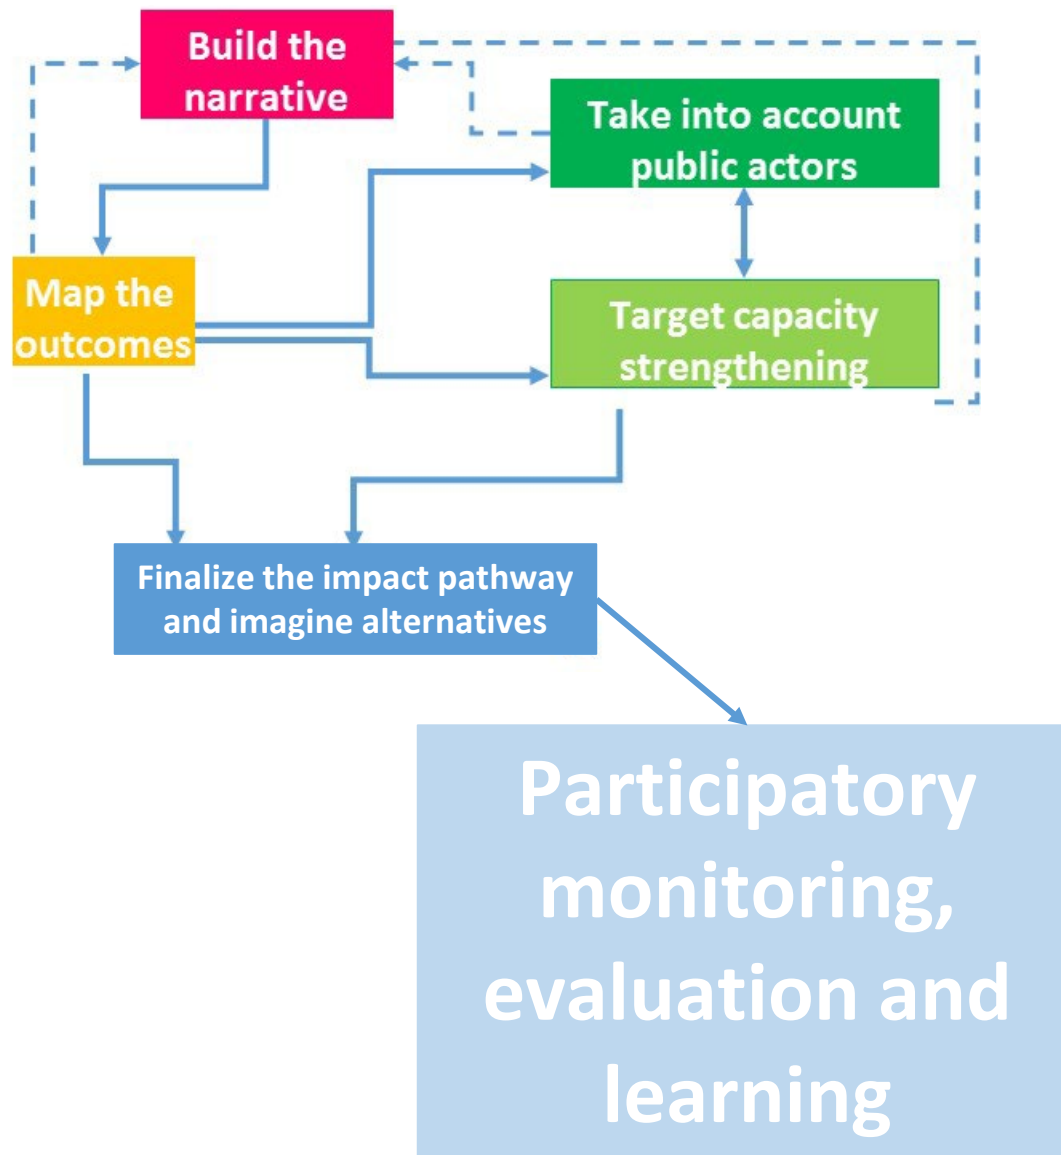 Build the
narrative
Take into account
public actors
Map the
outcomes
Target capacity
strengthening
Finalize the impact pathway
and imagine alternatives
Participatory
monitoring,
evaluation and
learning